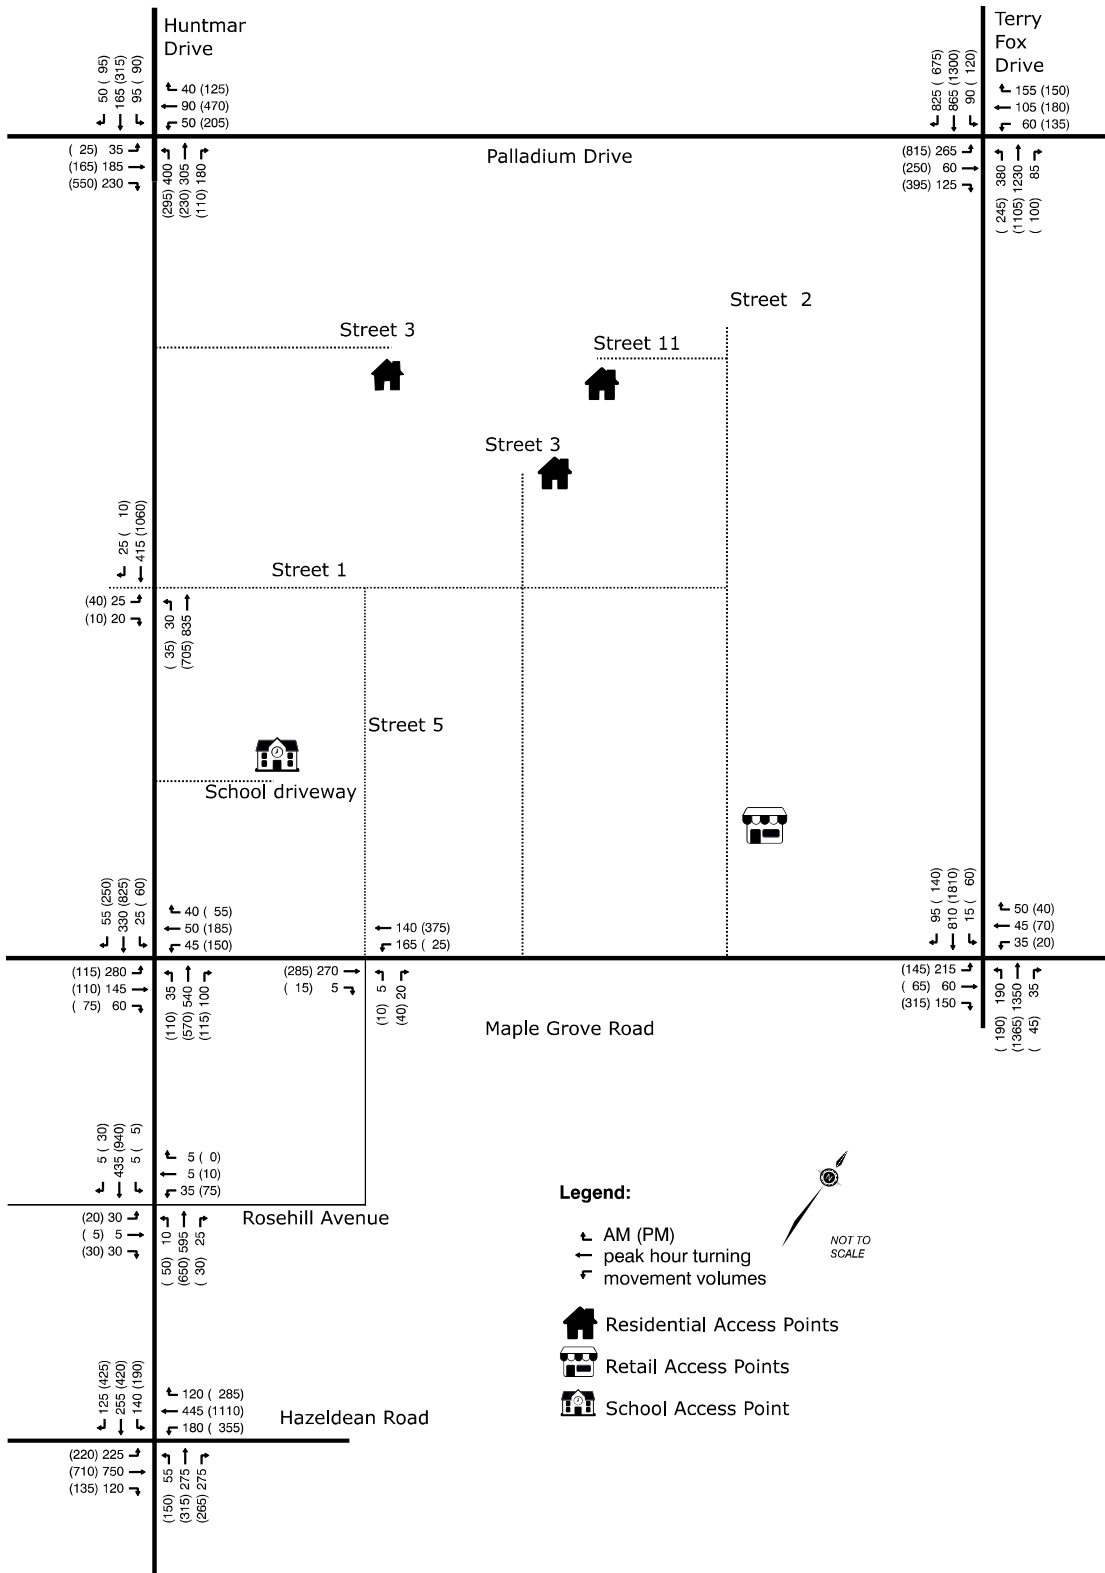 Huntmar
Drive
Terry
Fox
Drive
50 ( 95)
165 (315)
95 ( 90)
40 (125)
90 (470)
50 (205)
825 ( 675)
865 (1300)
90 ( 120)
155 (150)
105 (180)
60 (135)
( 25) 35
(165) 185
(550) 230
(295) 400
(230) 305
(110) 180
Palladium Drive
(815) 265
(250) 60
(395) 125
( 245) 380
(1105) 1230
( 100) 85
Street 2
Street 3
Street 11
Street 3
25 ( 10)
415 (1060)
Street 1
(40) 25
(10) 20
( 35) 30
(705) 835
Street 5
School driveway
55 (250)
330 (825)
25 ( 60)
40 ( 55)
50 (185)
45 (150)
140 (375)
165 ( 25)
95 ( 140)
810 (1810)
15 ( 60)
50 (40)
45 (70)
35 (20)
(115) 280
(110) 145
( 75) 60
(110) 35
(570) 540
(115) 100
(285) 270
( 15) 5
(10) 5
(40) 20
Maple Grove Road
(145) 215
( 65) 60
(315) 150
( 190) 190
(1365) 1350
( 45) 35
5 ( 30)
435 (940)
5 ( 5)
5 ( 0)
5 (10)
35 (75)
Rosehill Avenue
(20) 30
( 5) 5
(30) 30
( 50) 10
(650) 595
( 30) 25
Legend:
AM (PM)
peak hour turning
movement volumes
NOT TO
SCALE
Residential Access Points
Retail Access Points
School Access Point
125 (425)
255 (420)
140 (190)
120 ( 285)
445 (1110)
180 ( 355)
Hazeldean Road
(220) 225
(710) 750
(135) 120
(150) 55
(315) 275
(265) 275